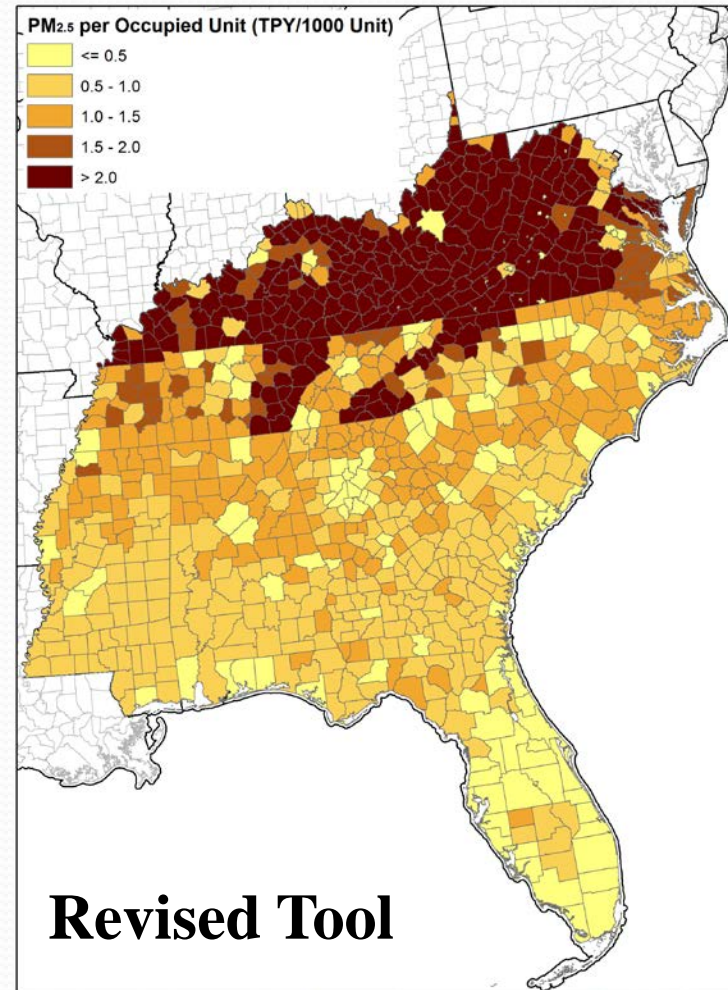 PM2.5 per Occupied Unit (TPY/1000 Unit)
<= 0.5
0.5 - 1.0
1.0 - 1.5
1.5 - 2.0
> 2.0
Revised Tool